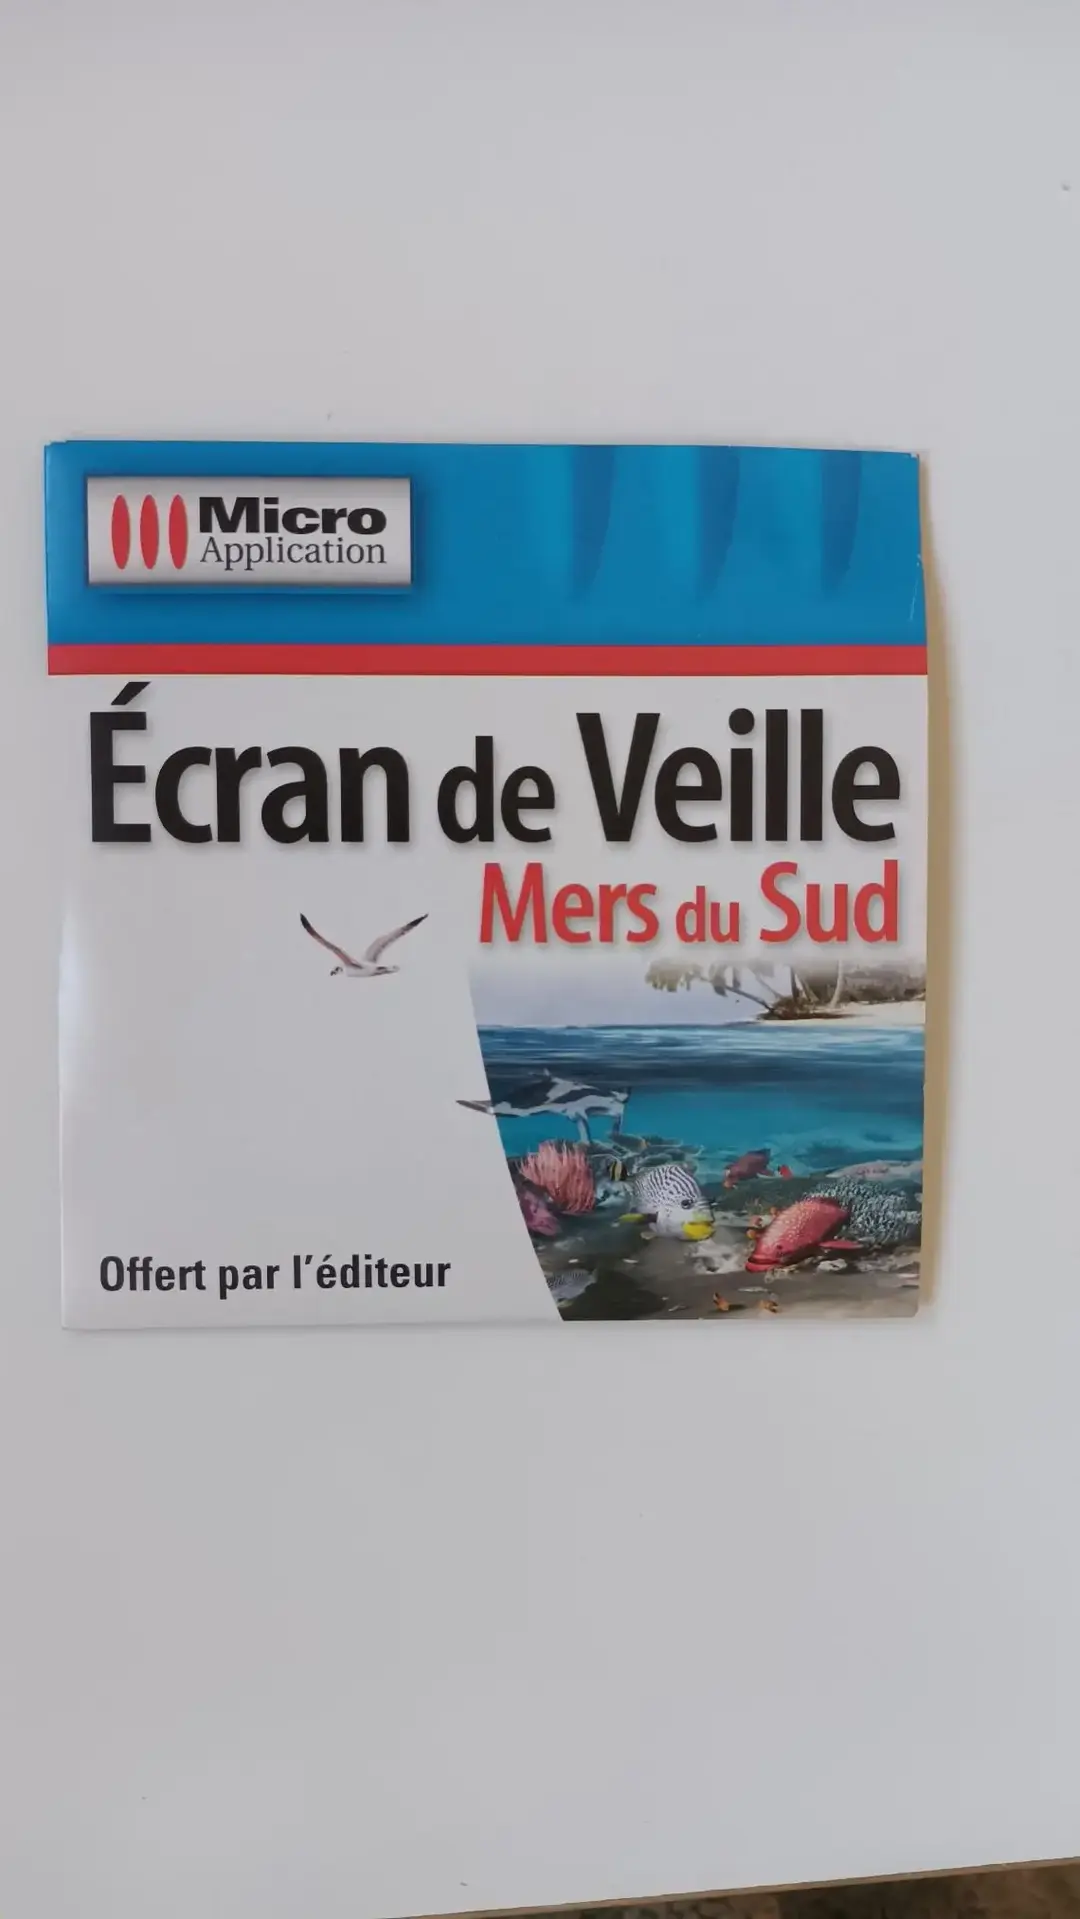 Micro
Application
Écran de Veille
Mers du Sud
Offert par l'éditeur